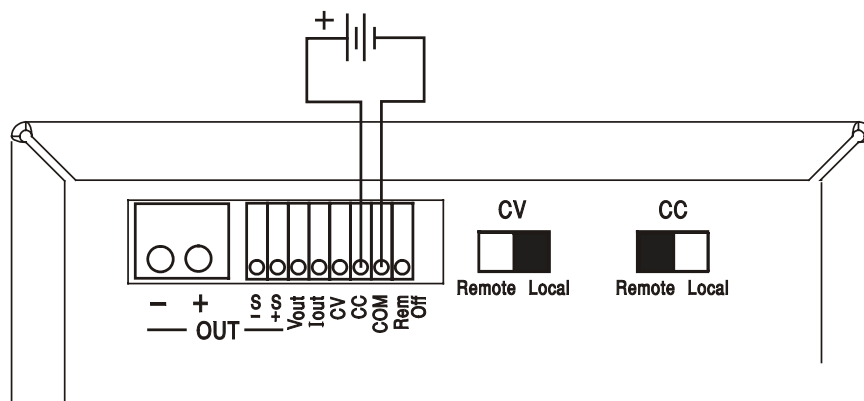 +
CV
CC
Remote Local
Remote Local
− +
OUT
S -
S +
Vout
Iout
CV
CC
COM
Rem Off